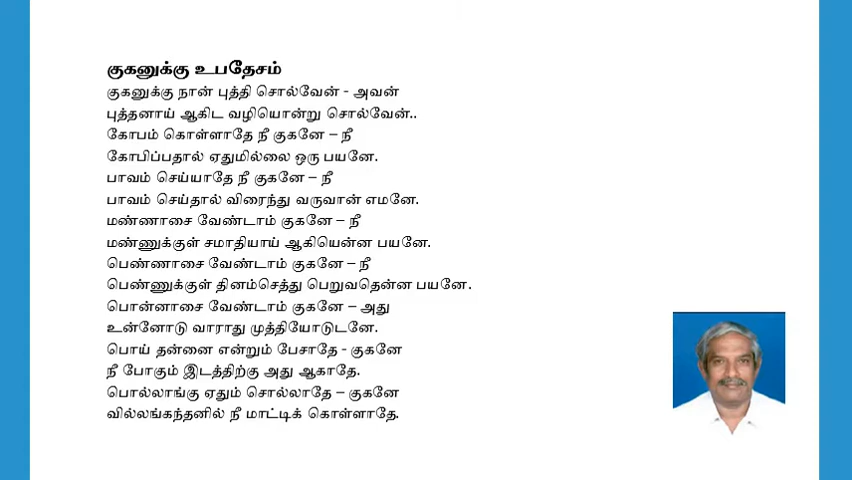 குகனுக்கு உபதேசம்
குகனுக்கு நான் புத்தி சொல்வேன் - அவன்
புத்தனாய் ஆகிட வழியொன்று சொல்வேன்..
கோபம் கொள்ளாதே நீ குகனே – நீ
கோபிப்பதால் ஏதுமில்லை ஒரு பயனே.
பாவம் செய்யாதே நீ குகனே – நீ
பாவம் செய்தால் விரைந்து வருவான் எமனே.
மண்ணாசை வேண்டாம் குகனே – நீ
மண்ணுக்குள் சமாதியாய் ஆகியென்ன பயனே.
பெண்ணாசை வேண்டாம் குகனே – நீ
பெண்ணுக்குள் தினம்செத்து பெறுவதென்ன பயனே.
பொன்னாசை வேண்டாம் குகனே – அது
உன்னோடு வாராது முத்தியோடுடனே.
பொய் தன்னை என்றும் பேசாதே - குகனே
நீ போகும் இடத்திற்கு அது ஆகாதே.
பொல்லாங்கு ஏதும் சொல்லாதே – குகனே
வில்லங்கந்தனில் நீ மாட்டிக் கொள்ளாதே.